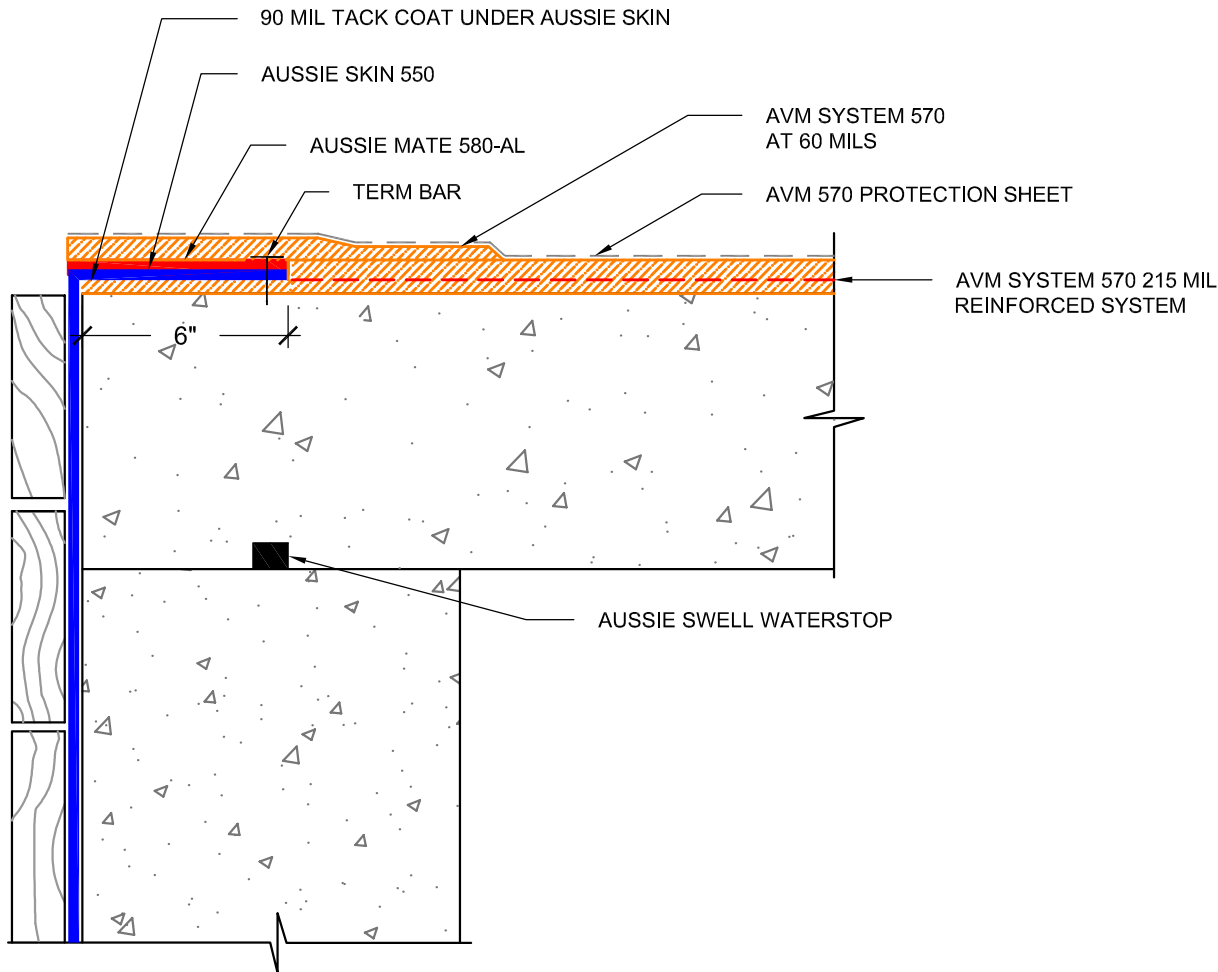 90 MIL TACK COAT UNDER AUSSIE SKIN
AUSSIE SKIN 550
AUSSIE MATE 580-AL
TERM BAR
AVM SYSTEM 570
AT 60 MILS
AVM 570 PROTECTION SHEET
AVM SYSTEM 570 215 MIL
REINFORCED SYSTEM
6"
AUSSIE SWELL WATERSTOP